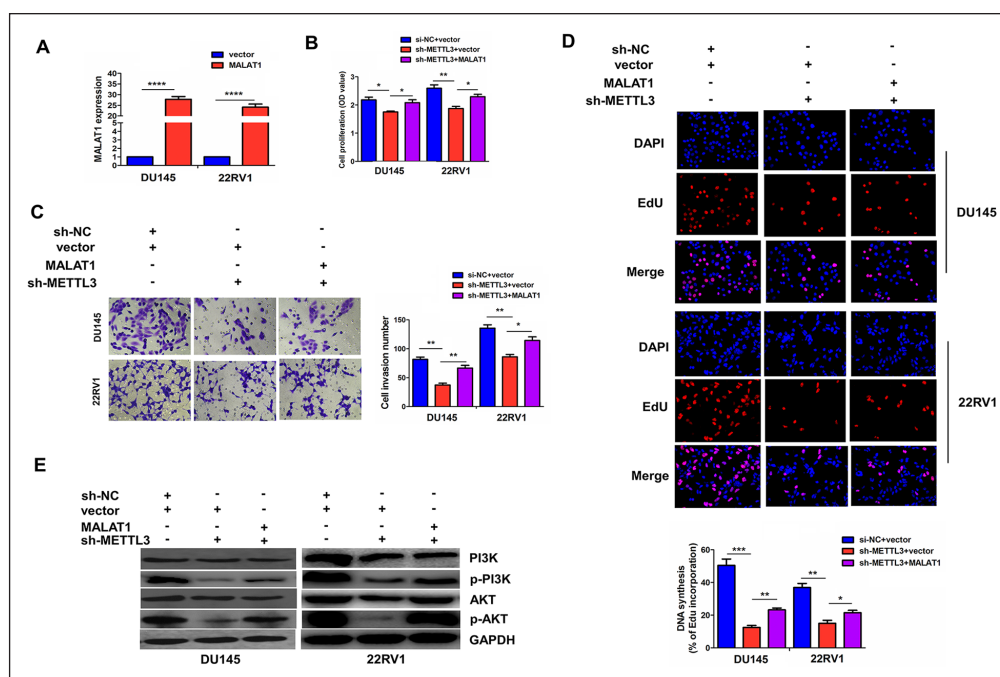 A
vector
MALAT1
MALAT1 expression
****
****
30
25
20
15
10
5
4
3
2
1
0
DU145
22RV1
B
si-NC+vector
sh-METTL3+vector
sh-METTL3+MALAT1
Cell proliferation (OD value)
*
*
**
*
3
2
1
0
DU145
22RV1
C
sh-NC + - -
vector + + -
MALAT1 - - +
sh-METTL3 - + +
DU145
22RV1
si-NC+vector
sh-METTL3+vector
sh-METTL3+MALAT1
Cell invasion number
**
**
**
*
150
100
50
0
DU145
22RV1
D
sh-NC + - -
vector + + -
MALAT1 - - +
sh-METTL3 - + +
DAPI
EdU
Merge
DU145
DAPI
EdU
Merge
22RV1
si-NC+vector
sh-METTL3+vector
sh-METTL3+MALAT1
DNA synthesis
(% of Edu incorporation)
***
**
**
*
60
40
20
0
DU145
22RV1
E
sh-NC + - - + - -
vector + + - + + -
MALAT1 - - + - - +
sh-METTL3 - + + - + +
PI3K
p-PI3K
AKT
p-AKT
GAPDH
DU145
22RV1